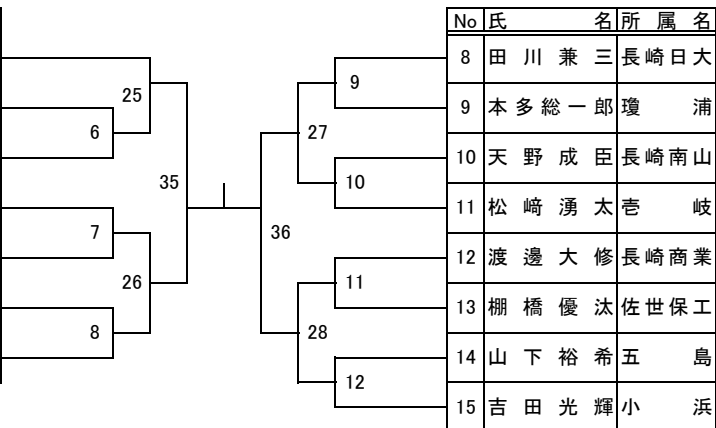 No 氏名 所属名
8 田川兼三 長崎日大
9 本多総一郎 瓊浦
10 天野成臣 長崎南山
11 松﨑湧太 壱岐
12 渡邊大修 長崎商業
13 棚橋優汰 佐世保工
14 山下裕希 五島
15 吉田光輝 小浜
25
6
35
7
26
8
9
27
10
36
11
28
12